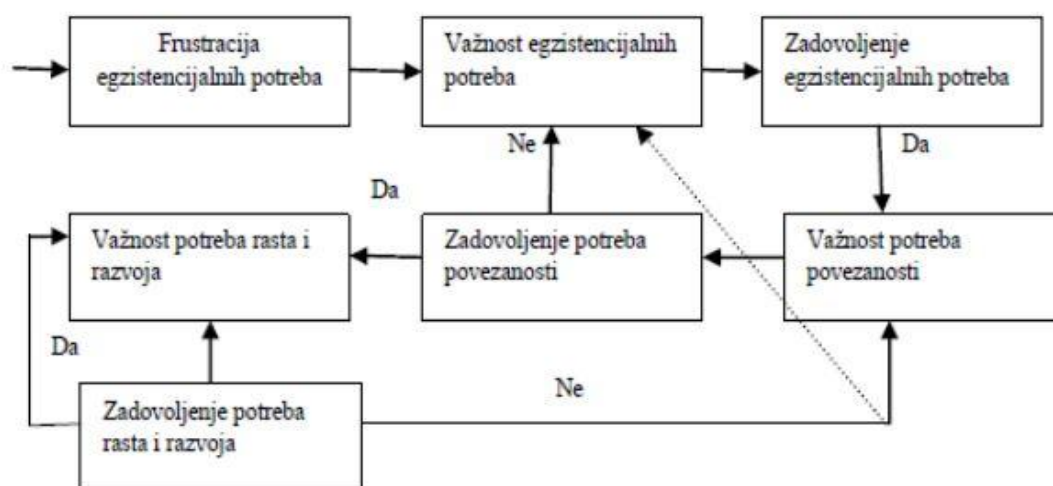 Frustracija
egzistencijalnih potreba
Važnost egzistencijalnih
potreba
Zadovoljenje
egzistencijalnih potreba
Ne
Da
Da
Važnost potreba rasta i
razvoja
Zadovoljenje potreba
povezanosti
Važnost potreba
povezanosti
Da
Ne
Zadovoljenje potreba
rasta i razvoja